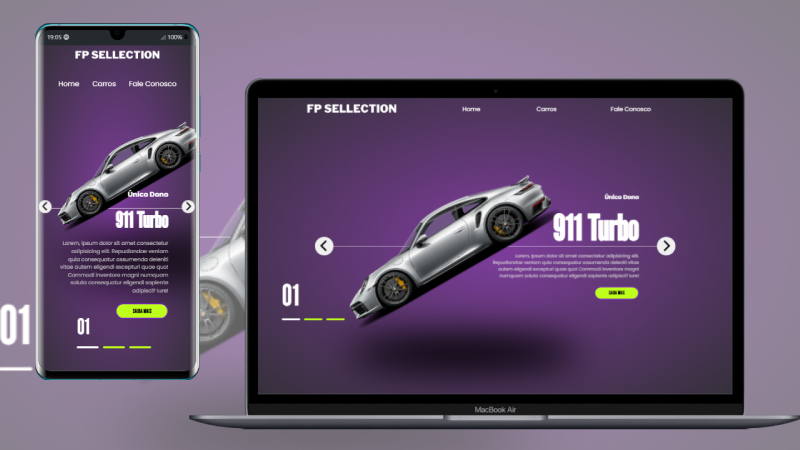 19:05
100%
FP SELLECTION
Home Carros Fale Conosco
Único Dono
911 Turbo
Lorem, ipsum dolor sit amet consectetur
adipisicing elit. Repudiandae veniam
quia consequatur assumenda deleniti
vitae autem eligendi excepturi quae quat
Commodi inventore magni numquam
soluta consequatur eligendi sapiente
adipisci? Iure!
SAIBA MAIS
01
01
FP SELLECTION Home Carros Fale Conosco
Único Dono
911 Turbo
Lorem, ipsum dolor sit amet consectetur
adipisicing elit. Repudiandae veniam quia consequatur assumenda deleniti
vitae autem eligendi excepturi quae quat Commodi inventore magni
numquam soluta consequatur eligendi sapiente adipisci? Iure!
SAIBA MAIS
01
MacBook Air